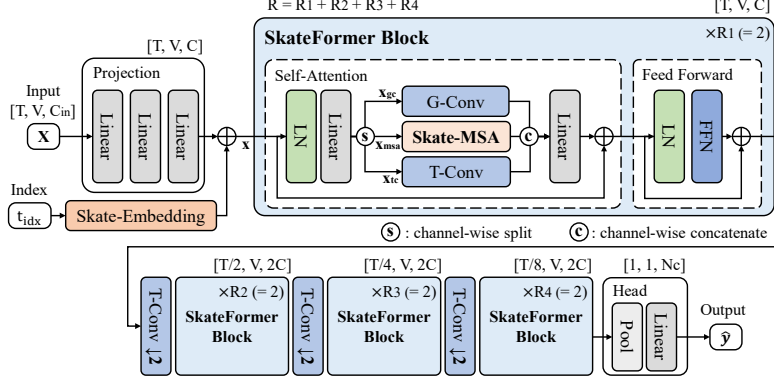 R = R1 + R2 + R3 + R4
[T, V, C]
[T, V, C]
SkateFormer Block
×R1 (= 2)
Projection
Self-Attention
Feed Forward
Input
[T, V, Cin]
X
Linear
Linear
Linear
x
LN
Linear
s
xgc
xmsa
xtc
G-Conv
Skate-MSA
T-Conv
c
Linear
LN
FFN
Index
tidx
Skate-Embedding
s : channel-wise split
c : channel-wise concatenate
[T/2, V, 2C]
[T/4, V, 2C]
[T/8, V, 2C]
[1, 1, Nc]
T-Conv ↓2
×R2 (= 2)
SkateFormer
Block
T-Conv ↓2
×R3 (= 2)
SkateFormer
Block
T-Conv ↓2
×R4 (= 2)
SkateFormer
Block
Head
Pool
Linear
Output
ŷ